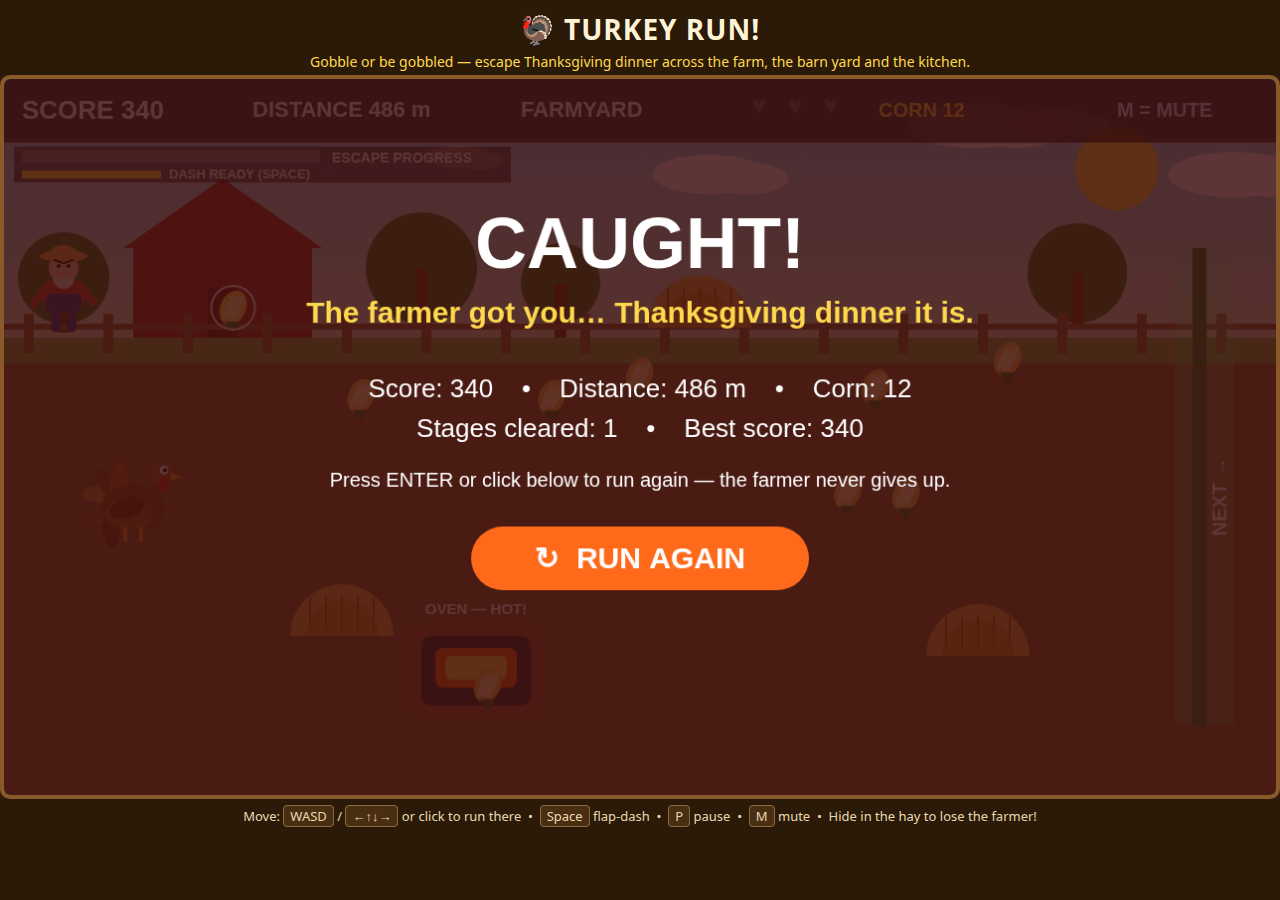 🦃 TURKEY RUN!
Gobble or be gobbled — escape Thanksgiving dinner across the farm, the barn yard and the kitchen.
SCORE 340 DISTANCE 486 m FARMYARD ♥ ♥ ♥ CORN 12 M = MUTE
ESCAPE PROGRESS
DASH READY (SPACE)
CAUGHT!
The farmer got you… Thanksgiving dinner it is.
Score: 340 • Distance: 486 m • Corn: 12
Stages cleared: 1 • Best score: 340
Press ENTER or click below to run again — the farmer never gives up.
NEXT →
↻ RUN AGAIN
OVEN — HOT!
Move: WASD / ←↑↓→ or click to run there • Space flap-dash • P pause • M mute • Hide in the hay to lose the farmer!